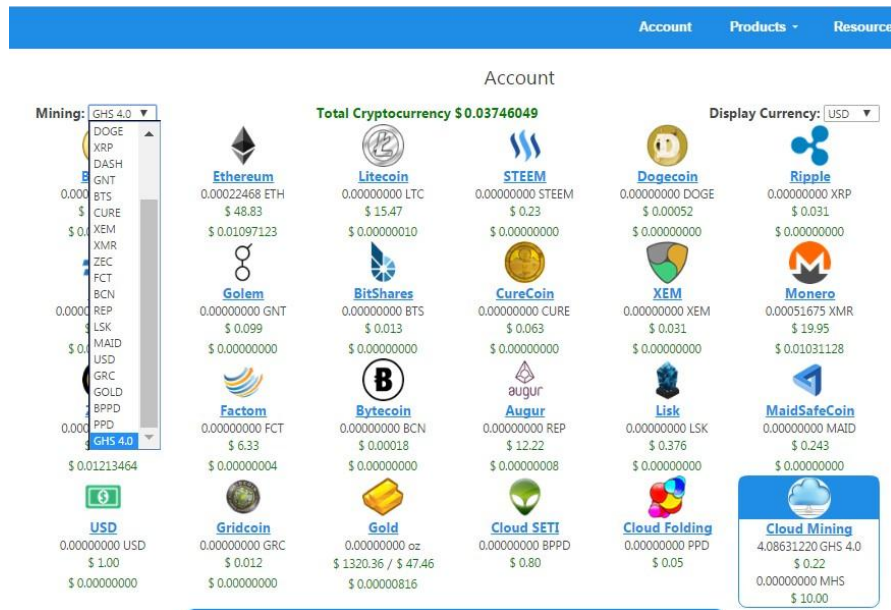 Account Products Resource
Account
Mining: GHS 4.0 Total Cryptocurrency $ 0.03746049 Display Currency: USD
DOGE
XRP
DASH
GNT
BTS
CURE
XEM
XMR
ZEC
FCT
BCN
REP
LSK
MAID
USD
GRC
GOLD
BPPD
PPD
GHS 4.0
Ethereum Litecoin STEEM Dogecoin Ripple
0.00022468 ETH 0.00000000 LTC 0.00000000 STEEM 0.00000000 DOGE 0.00000000 XRP
$ 48.83 $ 15.47 $ 0.23 $ 0.00052 $ 0.031
$ 0.01097123 $ 0.00000010 $ 0.00000000 $ 0.00000000 $ 0.00000000
Golem BitShares CureCoin XEM Monero
0.00000000 GNT 0.00000000 BTS 0.00000000 CURE 0.00000000 XEM 0.00051675 XMR
$ 0.099 $ 0.013 $ 0.063 $ 0.031 $ 19.95
$ 0.00000000 $ 0.00000000 $ 0.00000000 $ 0.00000000 $ 0.01031128
augur
Factom Bytecoin Augur Lisk MaidSafeCoin
0.00000000 FCT 0.00000000 BCN 0.00000000 REP 0.00000000 LSK 0.00000000 MAID
$ 6.33 $ 0.00018 $ 12.22 $ 0.376 $ 0.243
$ 0.01213464 $ 0.00000004 $ 0.00000000 $ 0.00000008 $ 0.00000000 $ 0.00000000
USD Gridcoin Gold Cloud SETI Cloud Folding Cloud Mining
0.00000000 USD 0.00000000 GRC 0.00000000 oz 0.00000000 BPPD 0.00000000 PPD 4.08631220 GHS 4.0
$ 1.00 $ 0.012 $ 1320.36 / $ 47.46 $ 0.80 $ 0.05 $ 0.22
$ 0.00000000 $ 0.00000000 $ 0.00000816 0.00000000 MHS
$ 10.00